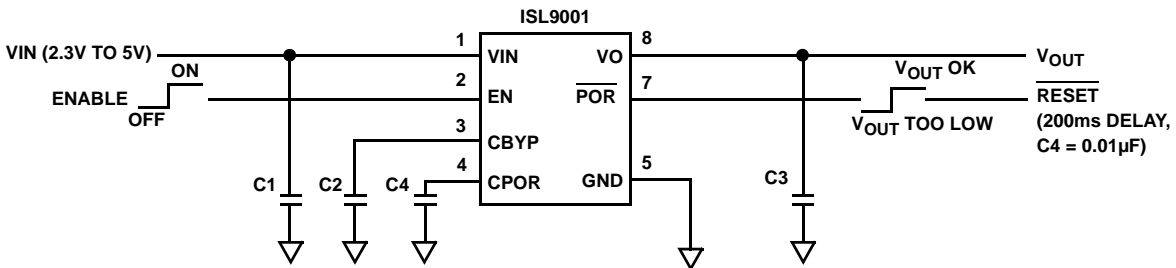 ISL9001
VIN (2.3V TO 5V)
1
VIN
VO
8
VOUT
ON
ENABLE
OFF
2
EN
POR
7
VOUT OK
VOUT TOO LOW
RESET
(200ms DELAY,
C4 = 0.01µF)
3
CBYP
4
CPOR
GND
5
C1
C2
C4
C3